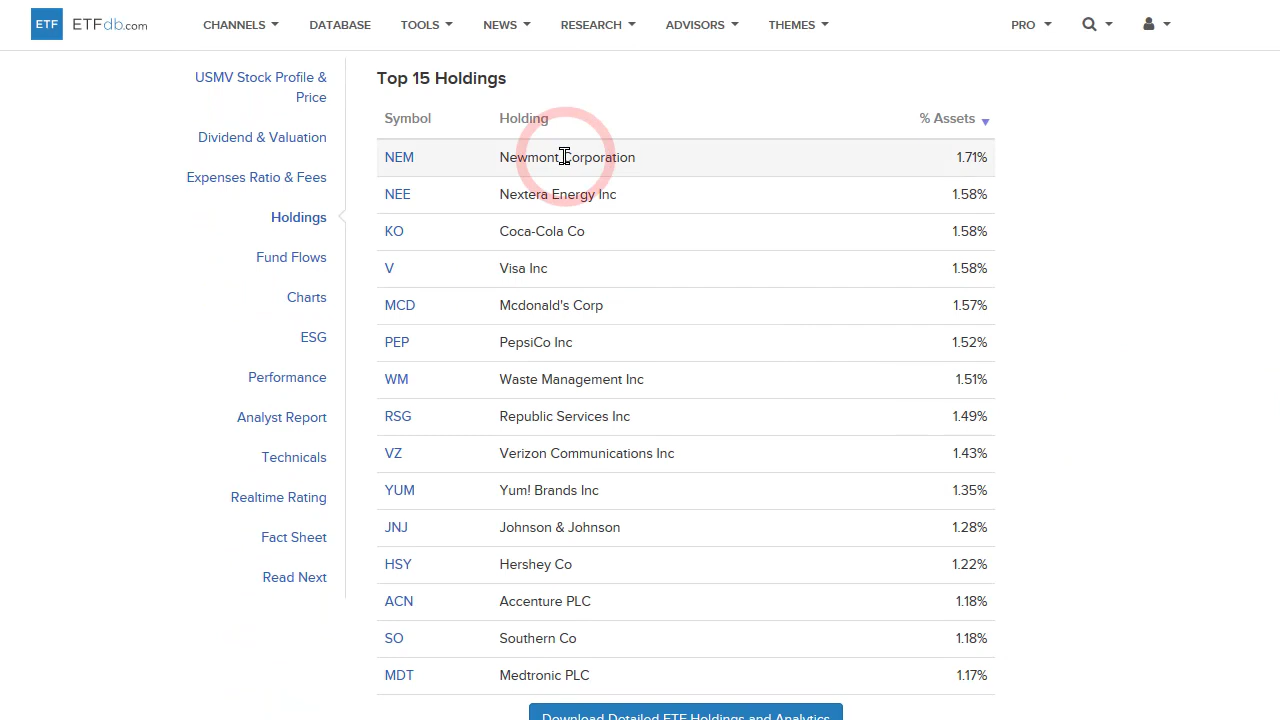 ETF ETFdb.com CHANNELS DATABASE TOOLS NEWS RESEARCH ADVISORS THEMES PRO
USMV Stock Profile & Price
Dividend & Valuation
Expenses Ratio & Fees
Holdings
Fund Flows
Charts
ESG
Performance
Analyst Report
Technicals
Realtime Rating
Fact Sheet
Read Next
Top 15 Holdings
Symbol Holding % Assets
NEM Newmont Corporation 1.71%
NEE Nextera Energy Inc 1.58%
KO Coca-Cola Co 1.58%
V Visa Inc 1.58%
MCD Mcdonald's Corp 1.57%
PEP PepsiCo Inc 1.52%
WM Waste Management Inc 1.51%
RSG Republic Services Inc 1.49%
VZ Verizon Communications Inc 1.43%
YUM Yum! Brands Inc 1.35%
JNJ Johnson & Johnson 1.28%
HSY Hershey Co 1.22%
ACN Accenture PLC 1.18%
SO Southern Co 1.18%
MDT Medtronic PLC 1.17%
Download Detailed ETF Holdings and Analytics